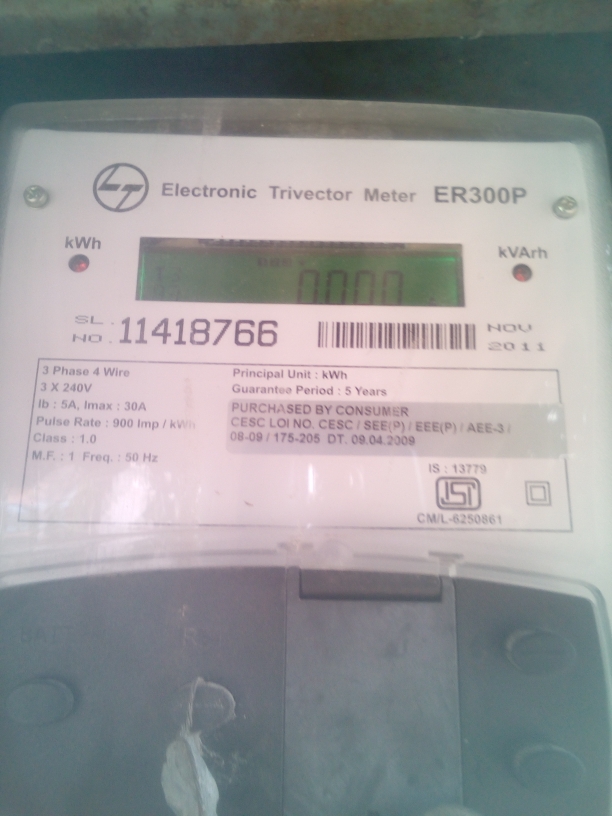 LT Electronic Trivector Meter ER300P
kWh
kVArh
0.000
SL. NO. 11418766
NOV 2011
3 Phase 4 Wire
3 X 240V
Ib : 5A, Imax : 30A
Pulse Rate : 900 Imp / kWh
Class : 1.0
M.F. : 1 Freq. : 50 Hz
Principal Unit : kWh
Guarantee Period : 5 Years
PURCHASED BY CONSUMER
CESC LOI NO. CESC / SEE(P) / EEE(P) / AEE-3 /
08-09 / 175-205 DT. 09.04.2009
IS : 13779
ISI
CM/L-6250861